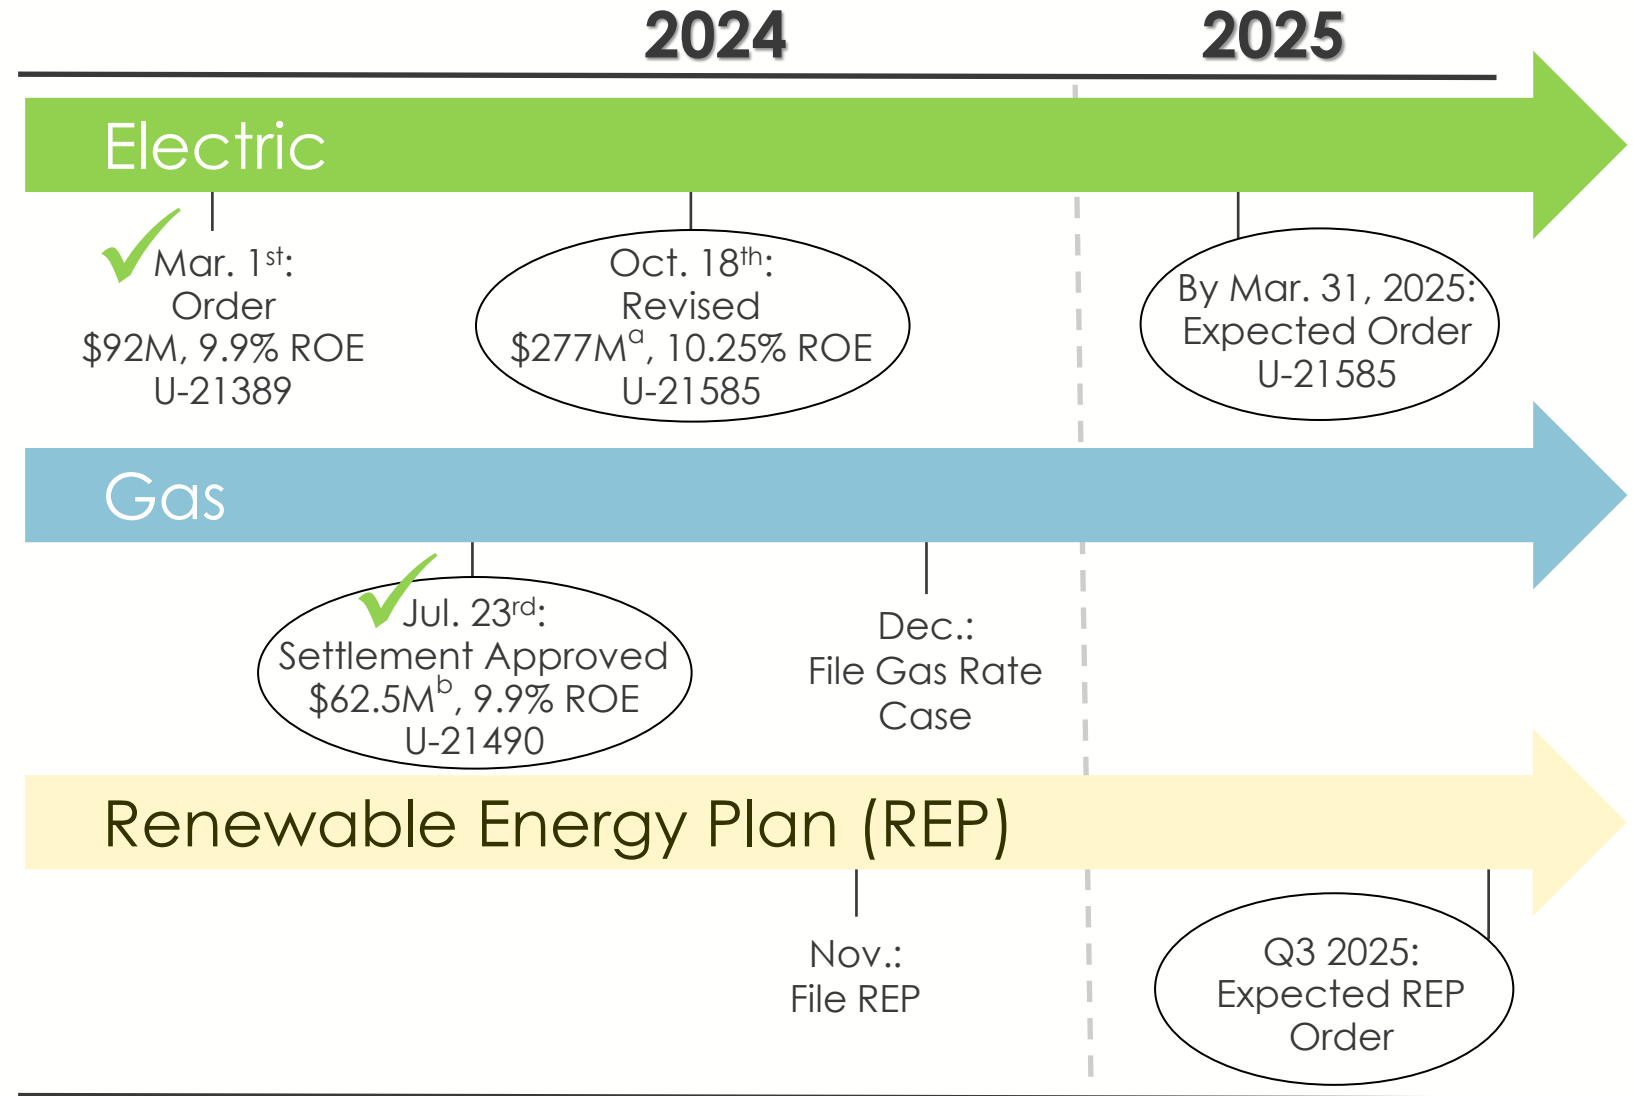 2024
2025
Electric
Mar. 1st:
Order
$92M, 9.9% ROE
U-21389
Oct. 18th:
Revised
$277Ma, 10.25% ROE
U-21585
By Mar. 31, 2025:
Expected Order
U-21585
Gas
Jul. 23rd:
Settlement Approved
$62.5Mb, 9.9% ROE
U-21490
Dec.:
File Gas Rate
Case
Renewable Energy Plan (REP)
Nov.:
File REP
Q3 2025:
Expected REP
Order